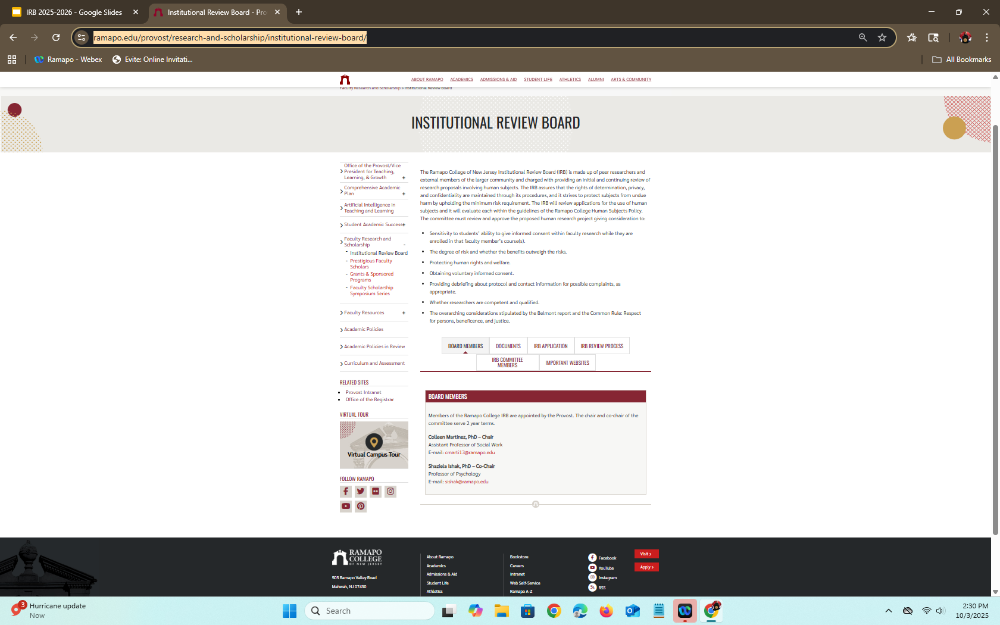 IRB 2025-2026 - Google Slides
Institutional Review Board - Pro
ramapo.edu/provost/research-and-scholarship/institutional-review-board/
Ramapo - Webex
Evite: Online Invitati...
All Bookmarks
ABOUT RAMAPO ACADEMICS ADMISSIONS & AID STUDENT LIFE ATHLETICS ALUMNI ARTS & COMMUNITY
Faculty Research and Scholarship » Institutional Review Board
INSTITUTIONAL REVIEW BOARD
Office of the Provost/Vice
President for Teaching,
Learning, & Growth +
Comprehensive Academic
Plan +
Artificial Intelligence in
Teaching and Learning
Student Academic Success+
Faculty Research and
Scholarship -
- Institutional Review Board
- Prestigious Faculty
Scholars
- Grants & Sponsored
Programs
- Faculty Scholarship
Symposium Series
Faculty Resources +
Academic Policies
Academic Policies in Review
Curriculum and Assessment
RELATED SITES
• Provost Intranet
• Office of the Registrar
VIRTUAL TOUR
Virtual Campus Tour
FOLLOW RAMAPO
The Ramapo College of New Jersey Institutional Review Board (IRB) is made up of peer researchers and
external members of the larger community and charged with providing an initial and continuing review of
research proposals involving human subjects. The IRB assures that the rights of determination, privacy,
and confidentiality are maintained through its procedures, and it strives to protect subjects from undue
harm by upholding the minimum risk requirement. The IRB will review applications for the use of human
subjects and it will evaluate each within the guidelines of the Ramapo College Human Subjects Policy.
The committee must review and approve the proposed human research project giving consideration to:
• Sensitivity to students' ability to give informed consent within faculty research while they are
enrolled in that faculty member's course(s).
• The degree of risk and whether the benefits outweigh the risks.
• Protecting human rights and welfare.
• Obtaining voluntary informed consent.
• Providing debriefing about protocol and contact information for possible complaints, as
appropriate.
• Whether researchers are competent and qualified.
• The overarching considerations stipulated by the Belmont report and the Common Rule: Respect
for persons, beneficence, and justice.
BOARD MEMBERS DOCUMENTS IRB APPLICATION IRB REVIEW PROCESS
IRB COMMITTEE
MEMBERS
IMPORTANT WEBSITES
BOARD MEMBERS
Members of the Ramapo College IRB are appointed by the Provost. The chair and co-chair of the
committee serve 2 year terms.
Colleen Martinez, PhD – Chair
Assistant Professor of Social Work
E-mail: cmarti13@ramapo.edu
Shaziela Ishak, PhD – Co-Chair
Professor of Psychology
E-mail: sishak@ramapo.edu
RAMAPO
COLLEGE
OF NEW JERSEY
505 Ramapo Valley Road
Mahwah, NJ 07430
About Ramapo
Academics
Admissions & Aid
Student Life
Athletics
Bookstore
Careers
Intranet
Web Self-Service
Ramapo A-Z
Facebook
YouTube
Instagram
RSS
Visit >
Apply >
3
Hurricane update
Now
Search
2:30 PM
10/3/2025